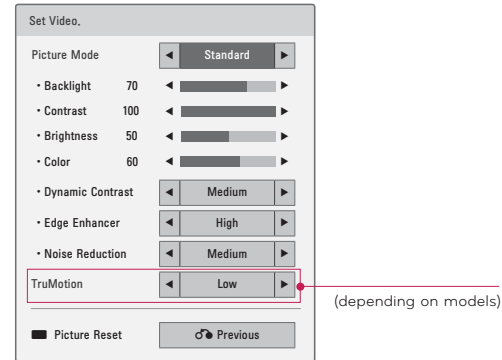 Set Video.
Picture Mode ◀ Standard ▶
• Backlight 70 ◀ ▶
• Contrast 100 ◀ ▶
• Brightness 50 ◀ ▶
• Color 60 ◀ ▶
• Dynamic Contrast ◀ Medium ▶
• Edge Enhancer ◀ High ▶
• Noise Reduction ◀ Medium ▶
TruMotion ◀ Low ▶
(depending on models)
Picture Reset Previous